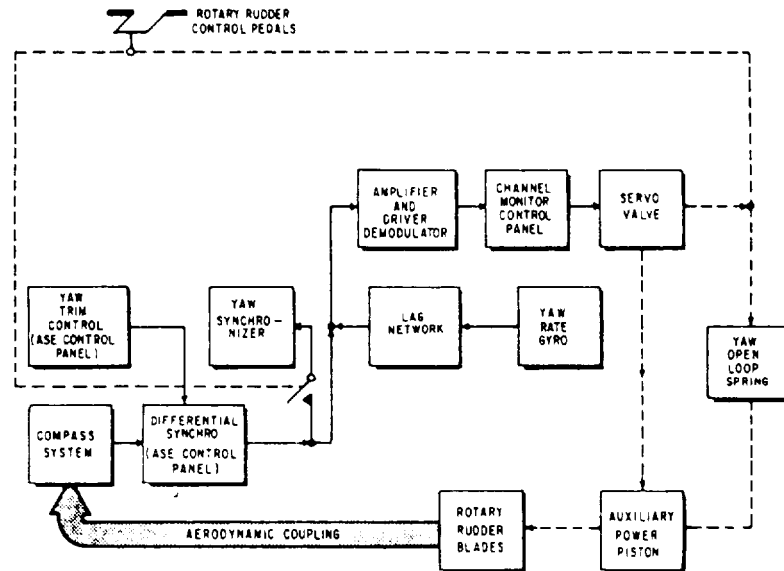 ROTARY RUDDER
CONTROL PEDALS
AMPLIFIER
AND
DRIVER
DEMODULATOR
CHANNEL
MONITOR
CONTROL
PANEL
SERVO
VALVE
YAW
TRIM
CONTROL
(ASE CONTROL
PANEL)
YAW
SYNCHRO-
NIZER
LAG
NETWORK
YAW
RATE
GYRO
YAW
OPEN
LOOP
SPRING
COMPASS
SYSTEM
DIFFERENTIAL
SYNCHRO
(ASE CONTROL
PANEL)
AERODYNAMIC COUPLING
ROTARY
RUDDER
BLADES
AUXILIARY
POWER
PISTON